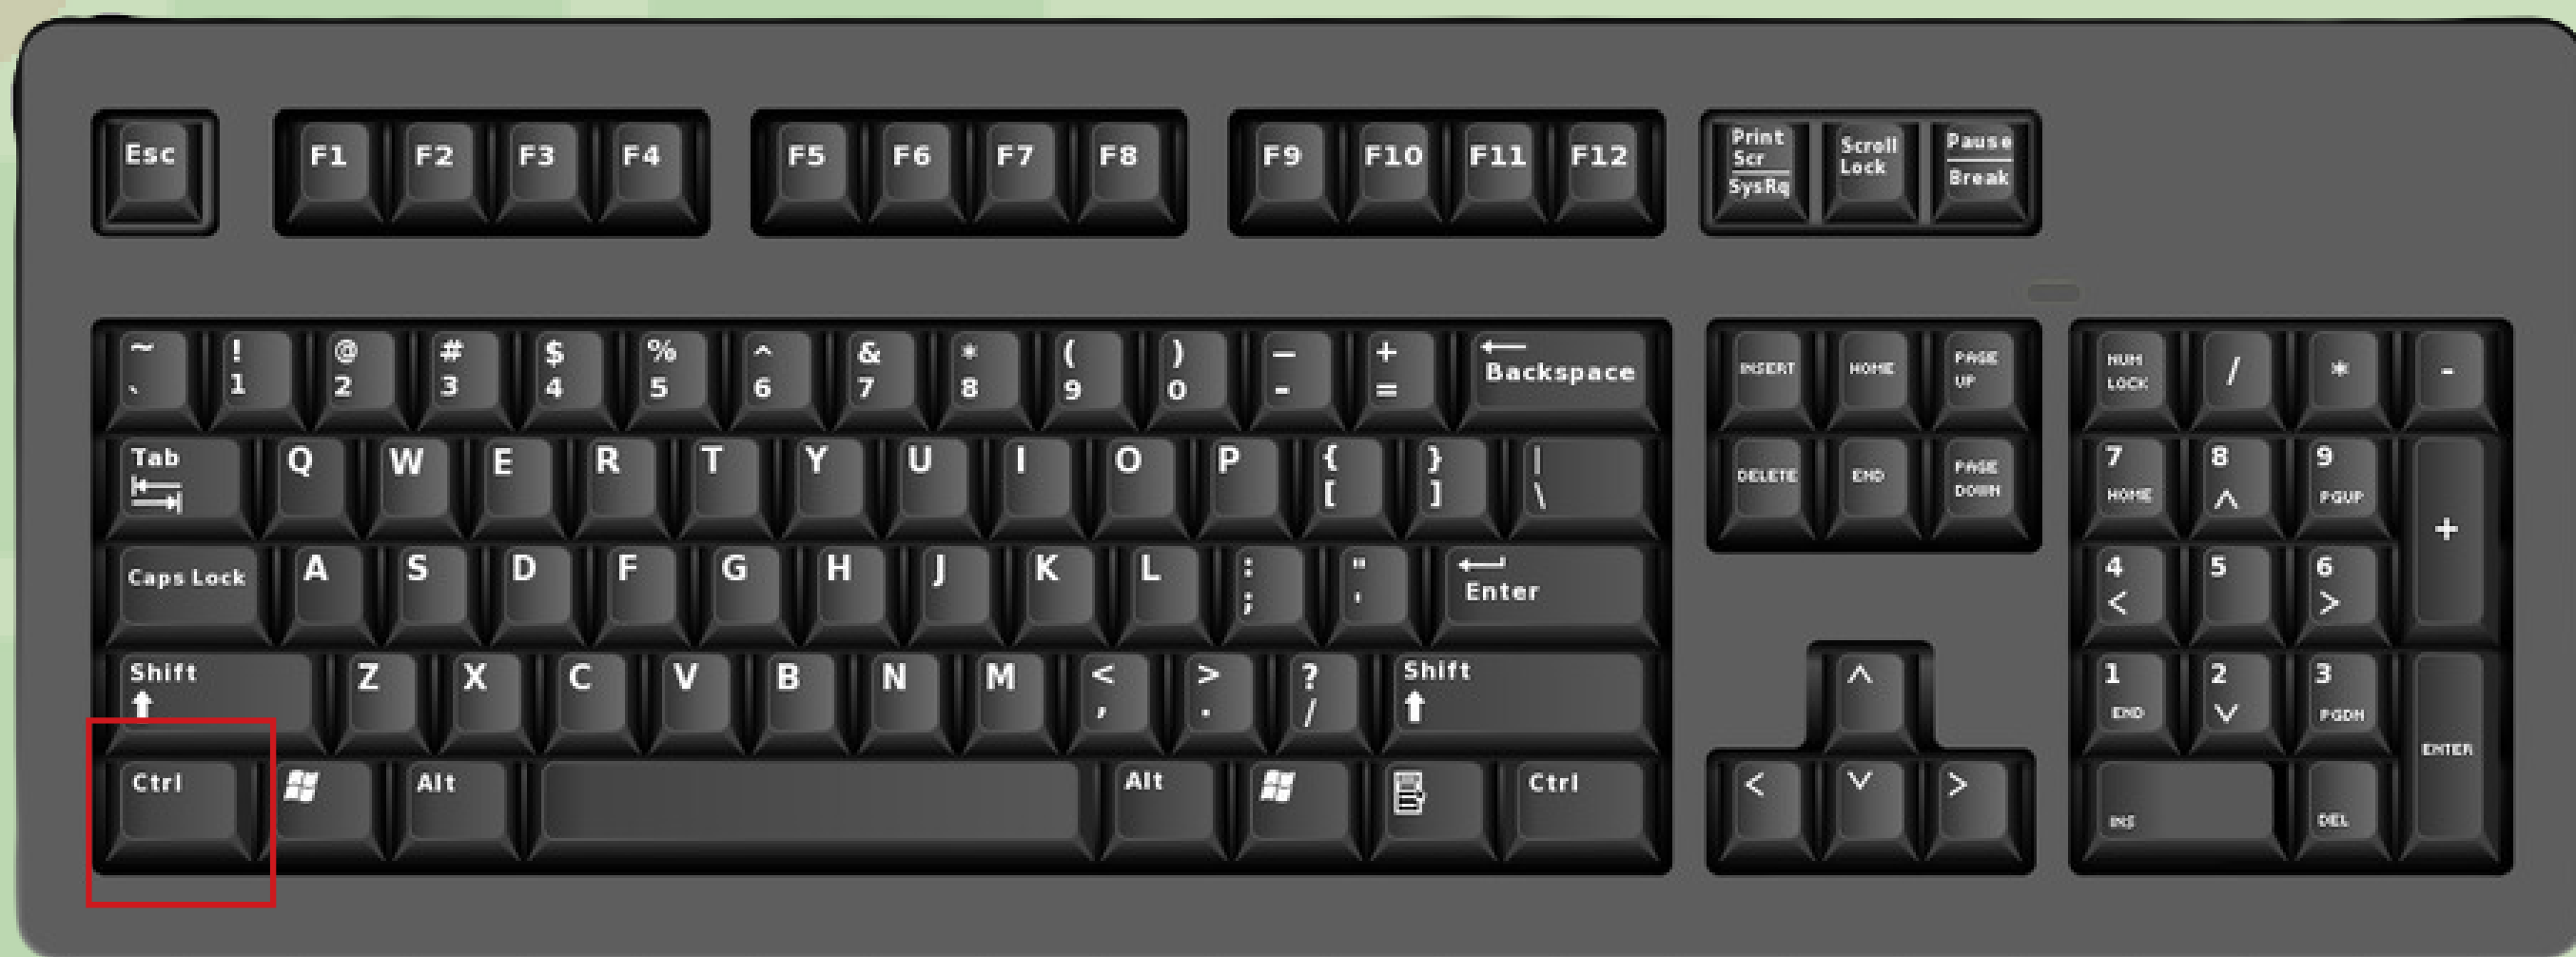 Esc F1 F2 F3 F4 F5 F6 F7 F8 F9 F10 F11 F12
Print
Scr
SysRq
Scroll
Lock
Pause
Break
~ ! @ # $ % ^ & * ( ) — +
` 1 2 3 4 5 6 7 8 9 0 - =
Backspace
INSERT HOME PAGE
UP
NUM
LOCK
/ * -
Tab Q W E R T Y U I O P { } |
[ ] \
DELETE END PAGE
DOWN
7 8 9
HOME ^ PGUP
+
Caps Lock A S D F G H J K L : "
; '
Enter
4 5 6
< >
Shift Z X C V B N M < > ? Shift
, . /
^
1 2 3
END v PGDN
ENTER
Ctrl Alt Alt Ctrl
< v >
INS DEL